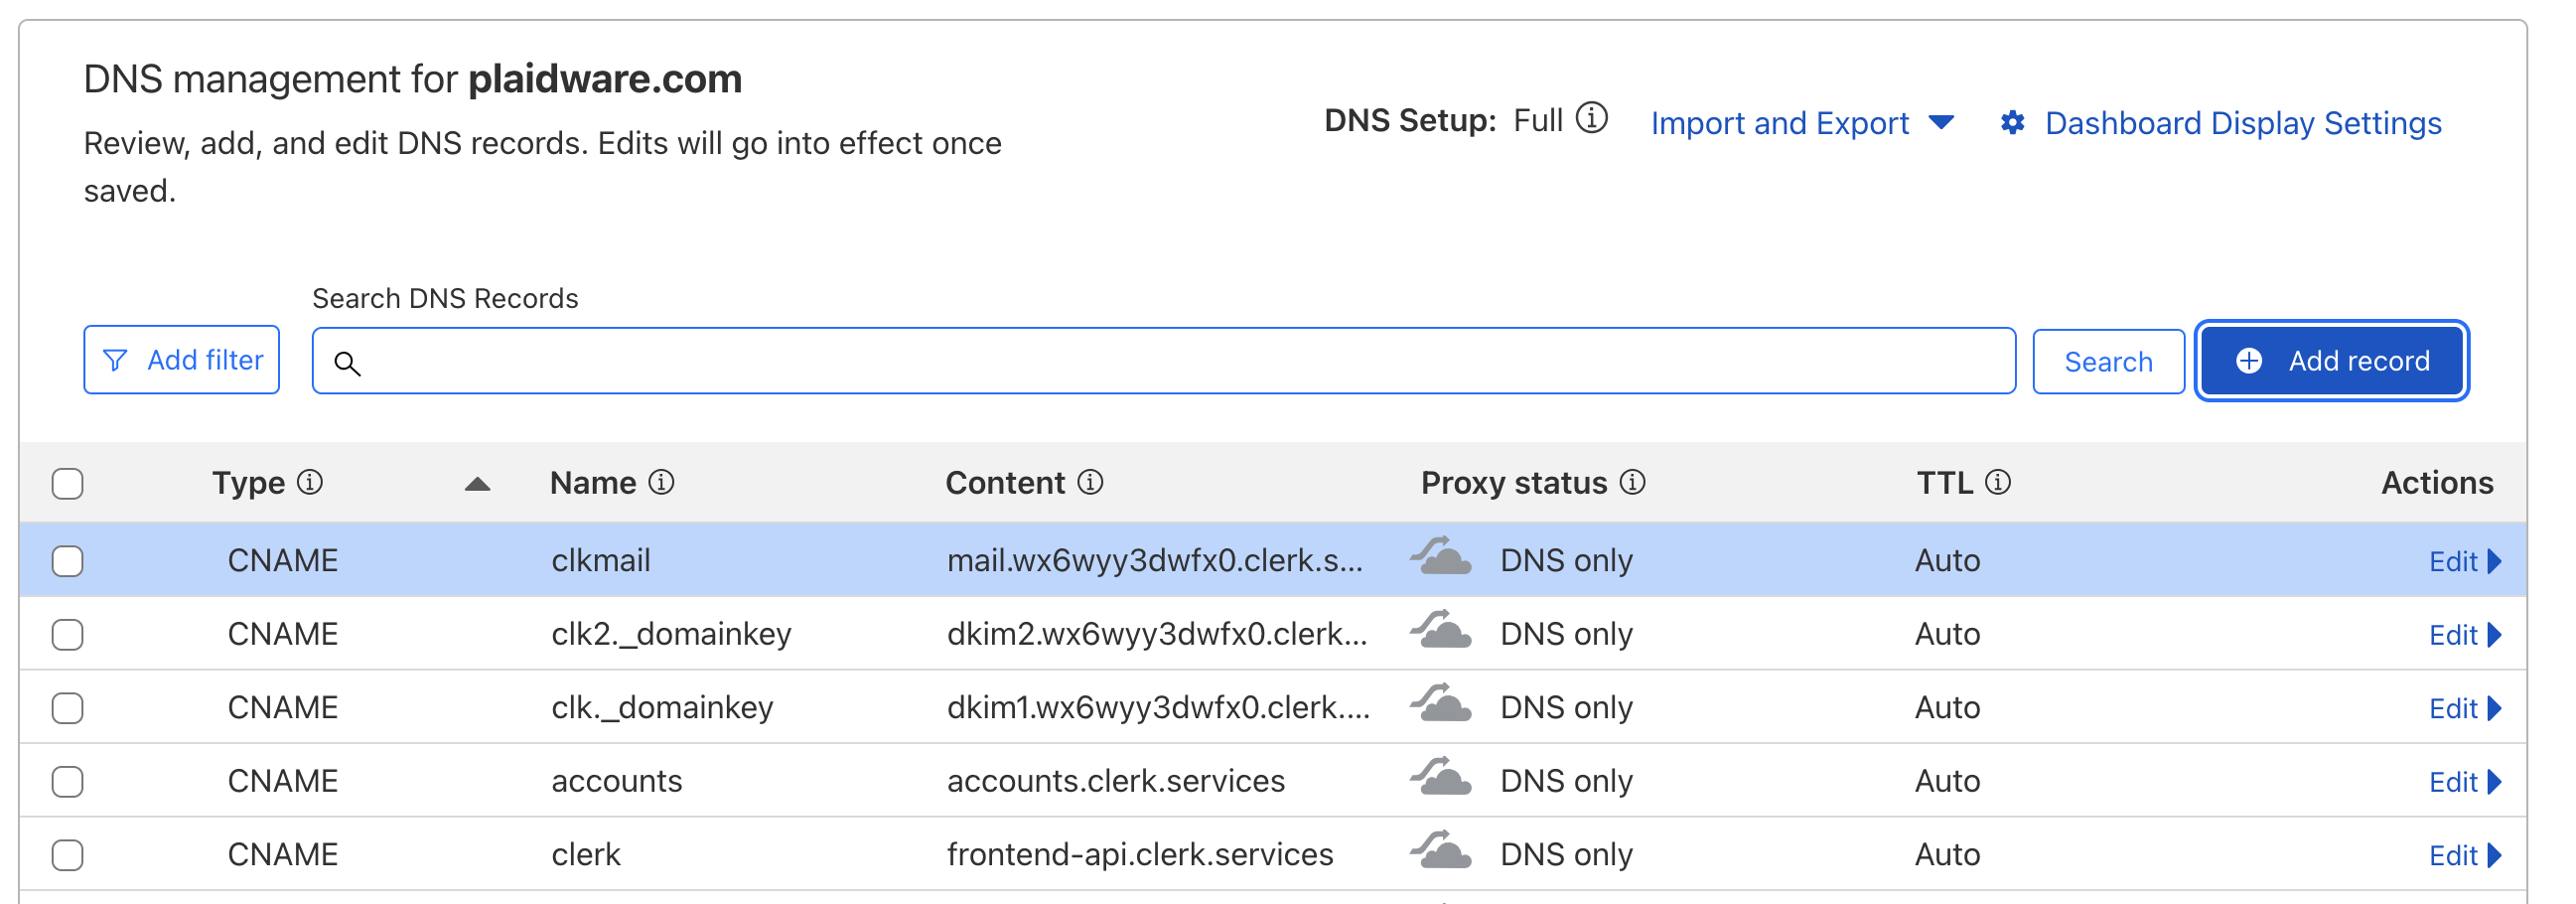 DNS management for plaidware.com
Review, add, and edit DNS records. Edits will go into effect once
saved.
DNS Setup: Full
Import and Export
Dashboard Display Settings
Search DNS Records
Add filter
Search
Add record
Type Name Content Proxy status TTL Actions
CNAME clkmail mail.wx6wyy3dwfx0.clerk.s... DNS only Auto Edit
CNAME clk2._domainkey dkim2.wx6wyy3dwfx0.clerk... DNS only Auto Edit
CNAME clk._domainkey dkim1.wx6wyy3dwfx0.clerk.... DNS only Auto Edit
CNAME accounts accounts.clerk.services DNS only Auto Edit
CNAME clerk frontend-api.clerk.services DNS only Auto Edit